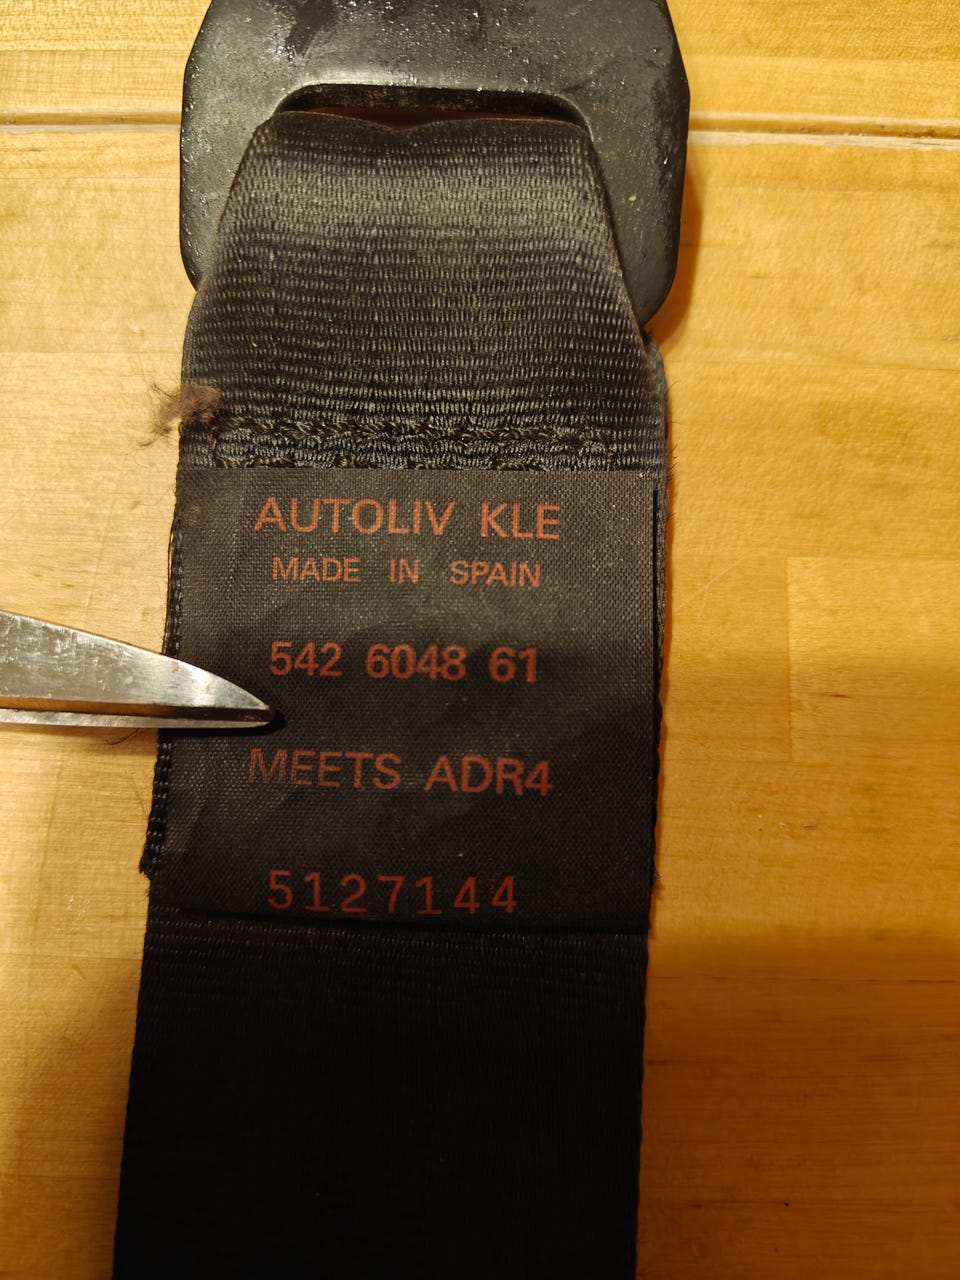 AUTOLIV KLE
MADE IN SPAIN
542 6048 61
MEETS ADR4
5127144